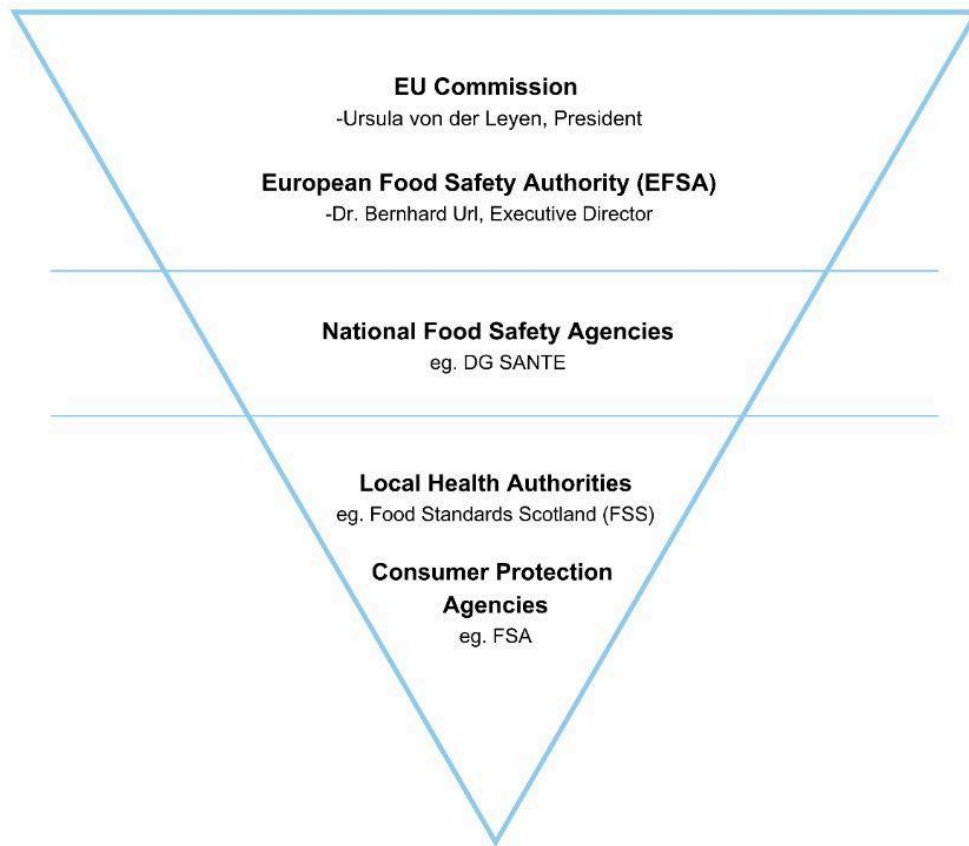 EU Commission
-Ursula von der Leyen, President
European Food Safety Authority (EFSA)
-Dr. Bernhard Url, Executive Director
National Food Safety Agencies
eg. DG SANTE
Local Health Authorities
eg. Food Standards Scotland (FSS)
Consumer Protection
Agencies
eg. FSA